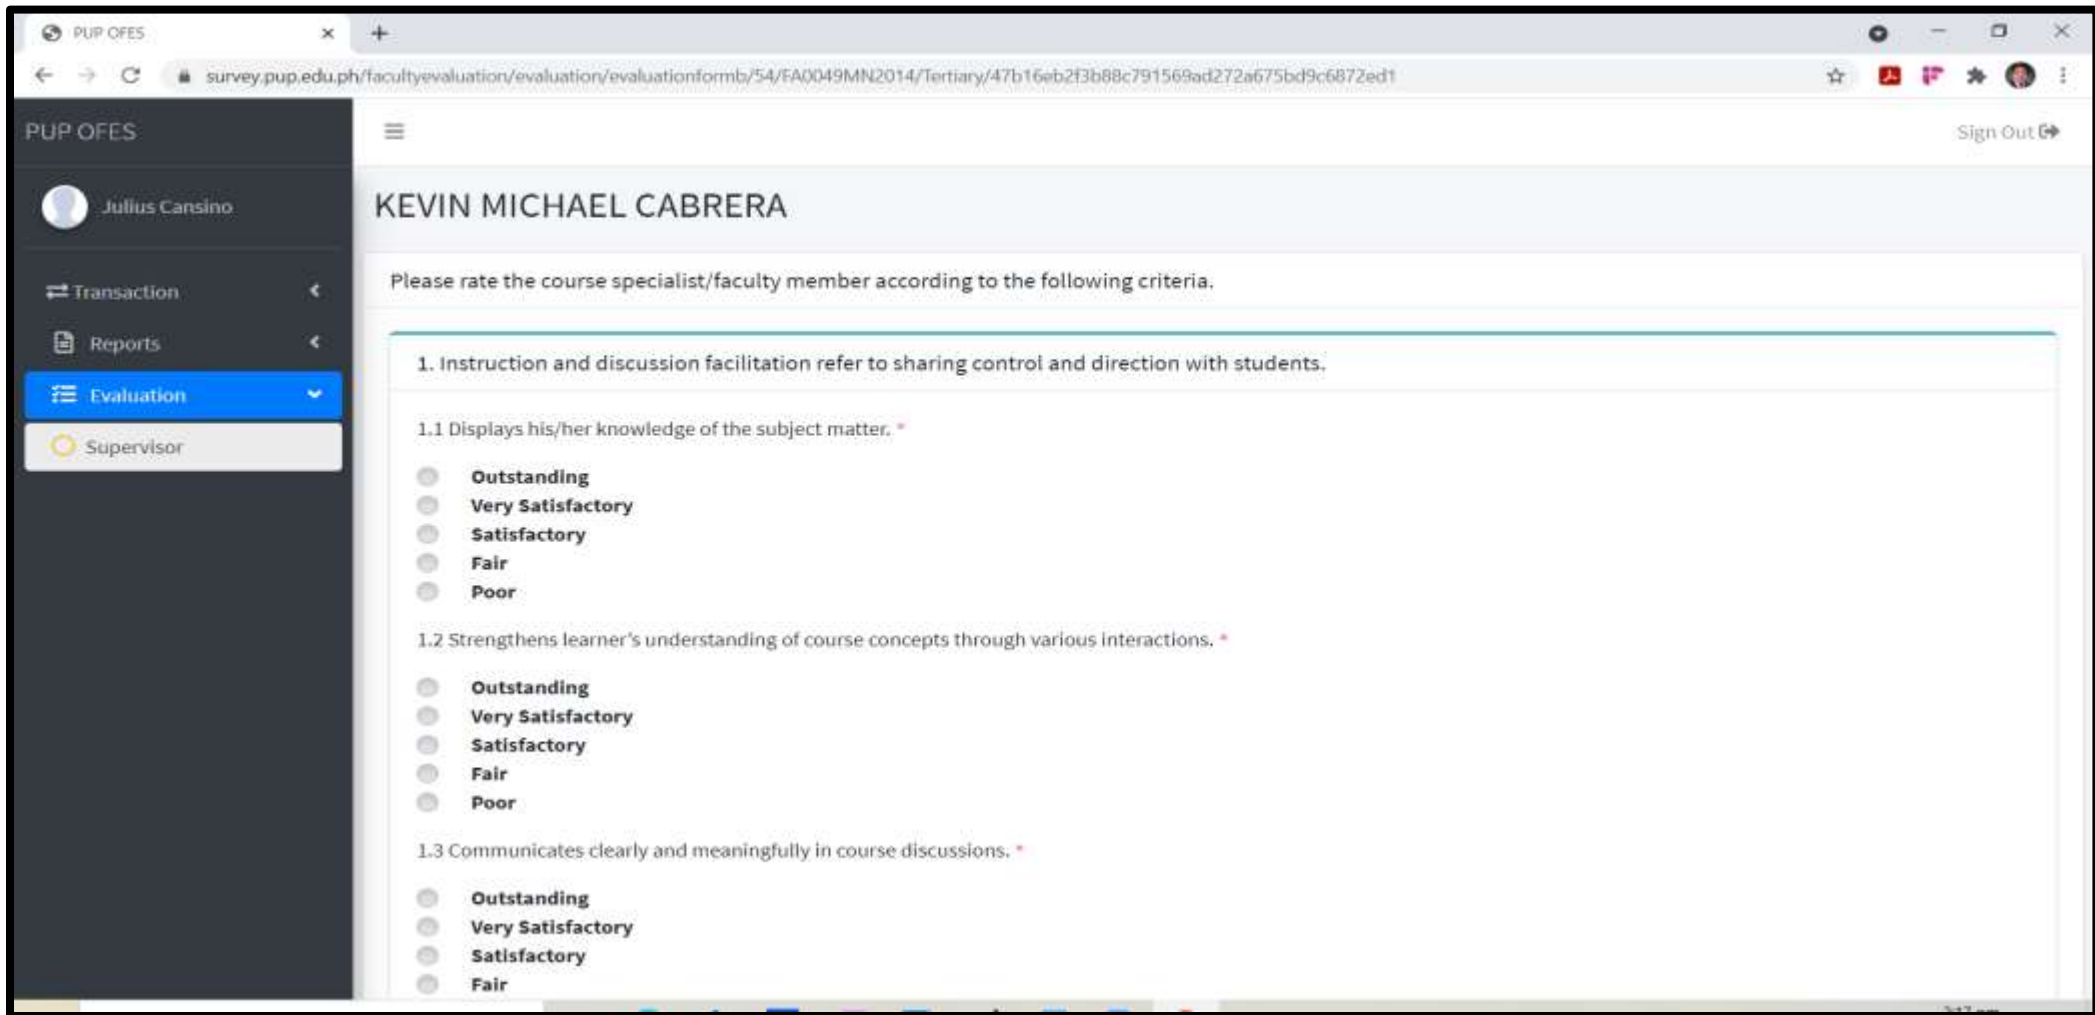 PUP OFES
survey.pup.edu.ph/facultyevaluation/evaluation/evaluationformb/54/FA0049MN2014/Tertiary/47b16eb2f3b88c791569ad272a675bd9c6872ed1
PUP OFES
Sign Out
Julius Cansino
KEVIN MICHAEL CABRERA
Transaction
Reports
Evaluation
Supervisor
Please rate the course specialist/faculty member according to the following criteria.
1. Instruction and discussion facilitation refer to sharing control and direction with students.
1.1 Displays his/her knowledge of the subject matter. *
Outstanding
Very Satisfactory
Satisfactory
Fair
Poor
1.2 Strengthens learner's understanding of course concepts through various interactions. *
Outstanding
Very Satisfactory
Satisfactory
Fair
Poor
1.3 Communicates clearly and meaningfully in course discussions. *
Outstanding
Very Satisfactory
Satisfactory
Fair